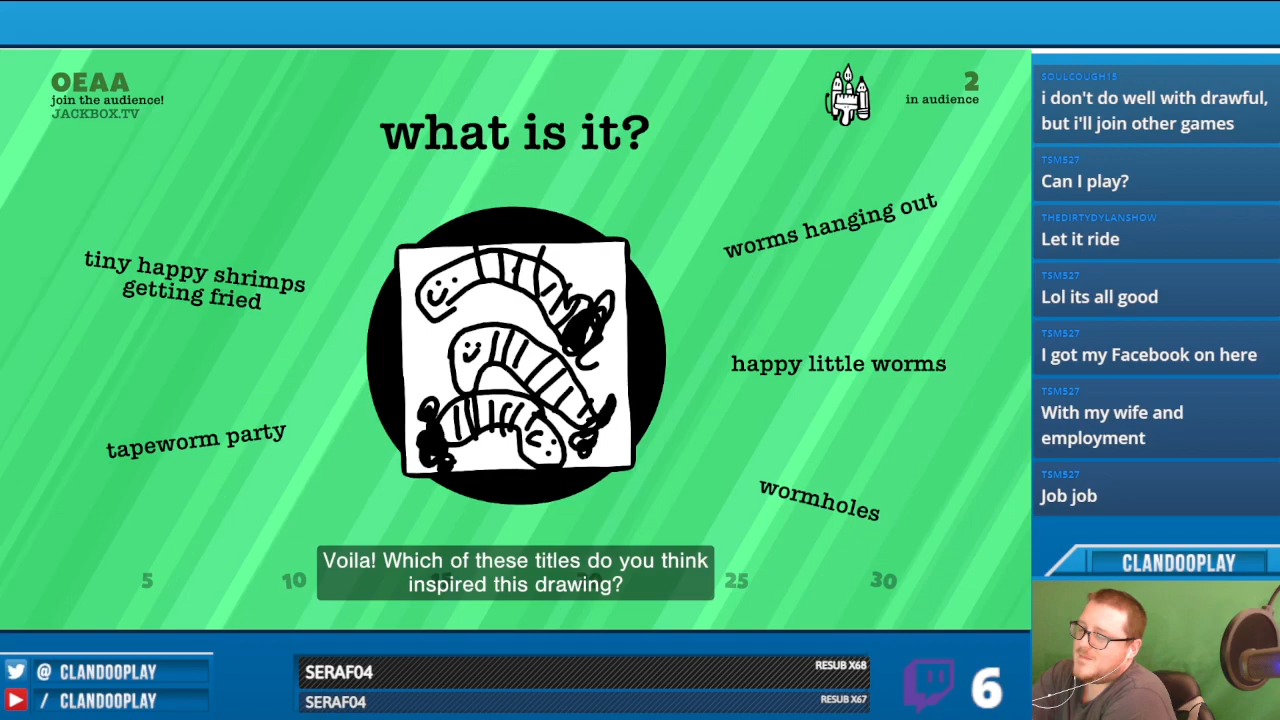 OEAA
join the audience!
JACKBOX.TV
2
in audience
what is it?
tiny happy shrimps
getting fried
worms hanging out
happy little worms
tapeworm party
wormholes
Voila! Which of these titles do you think
inspired this drawing?
5
10
25
30
SOULCOUGH15
i don't do well with drawful,
but i'll join other games
TSM527
Can I play?
THEDIRTYDYLANSHOW
Let it ride
TSM527
Lol its all good
TSM527
I got my Facebook on here
TSM527
With my wife and
employment
TSM527
Job job
CLANDOOPLAY
@ CLANDOOPLAY
/ CLANDOOPLAY
SERAF04
RESUB X68
SERAF04
RESUB X67
6